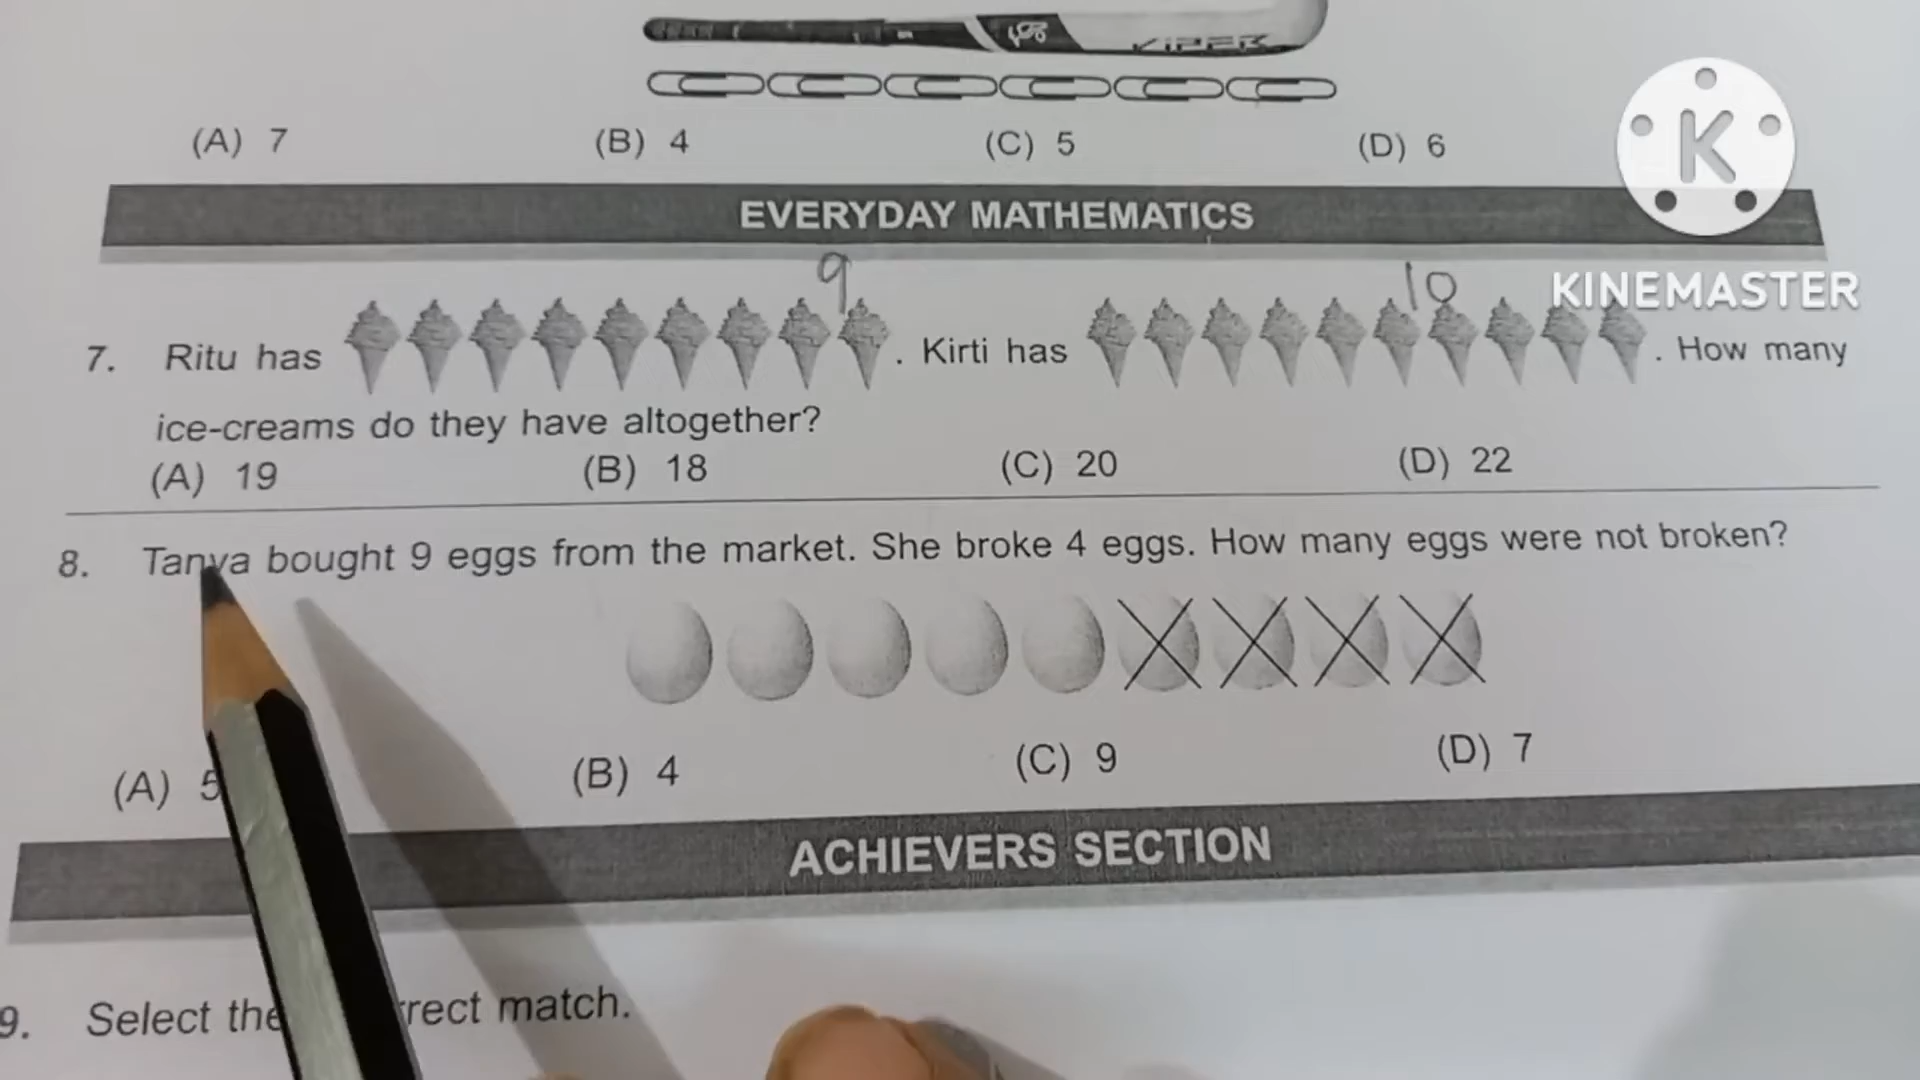 VIPER
(A) 7 (B) 4 (C) 5 (D) 6
K
EVERYDAY MATHEMATICS
KINEMASTER
9 10
7. Ritu has . Kirti has . How many
ice-creams do they have altogether?
(A) 19 (B) 18 (C) 20 (D) 22
8. Tanya bought 9 eggs from the market. She broke 4 eggs. How many eggs were not broken?
(A) 5 (B) 4 (C) 9 (D) 7
ACHIEVERS SECTION
9. Select the rrect match.